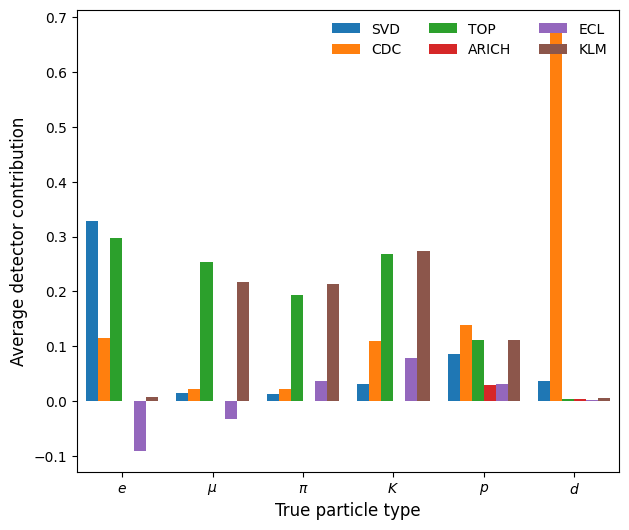 0.7
0.6
0.5
0.4
0.3
0.2
0.1
0.0
−0.1
Average detector contribution
SVD
CDC
TOP
ARICH
ECL
KLM
e
μ
π
K
p
d
True particle type